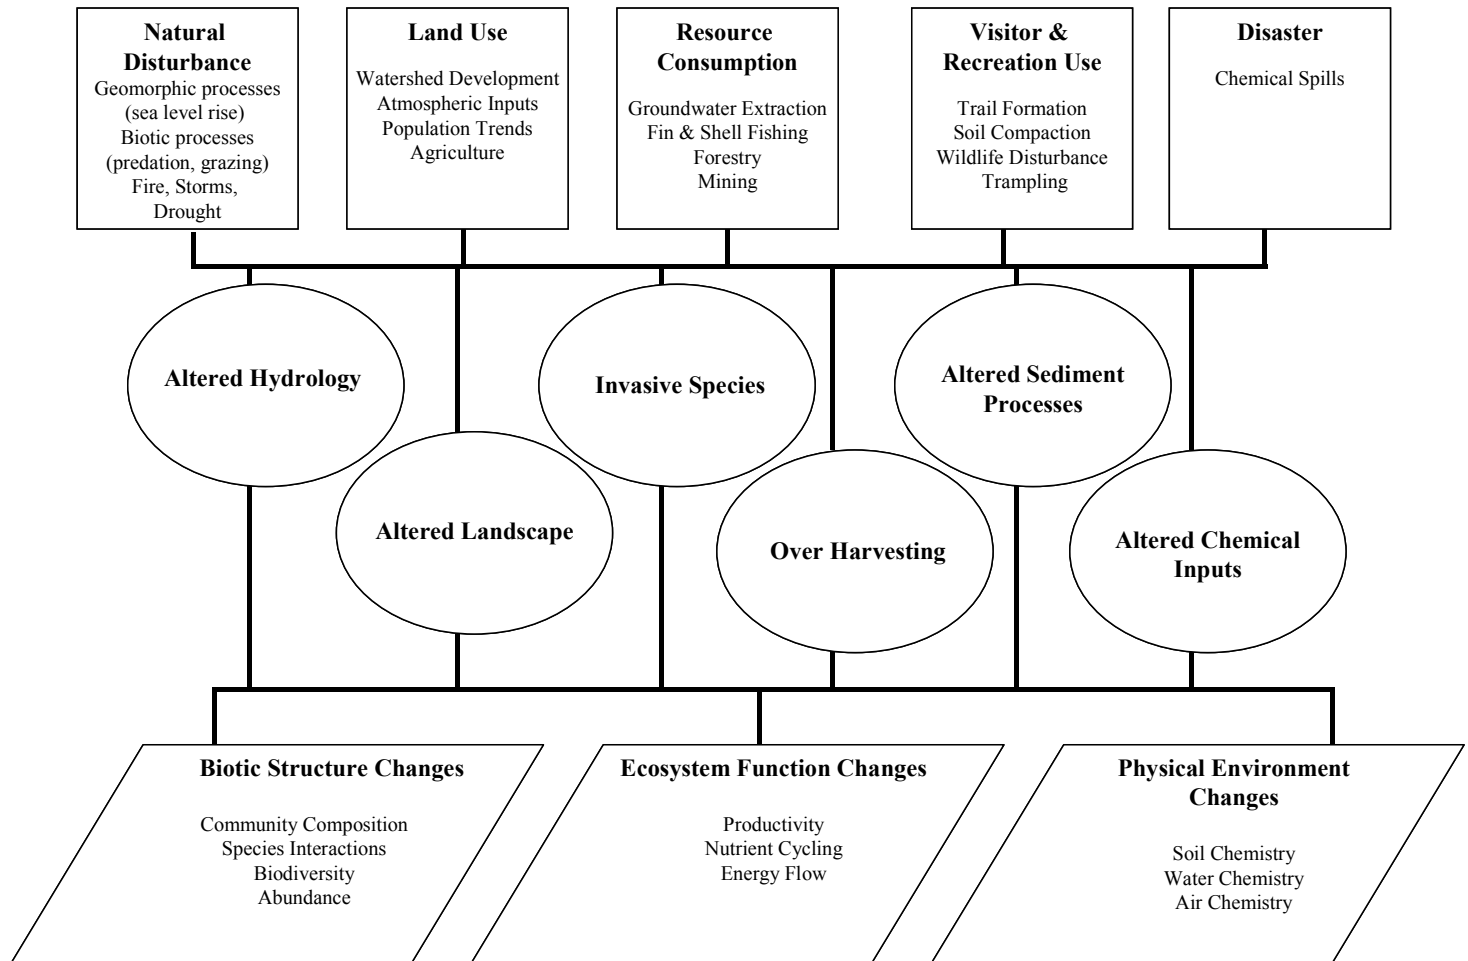 Natural
Disturbance
Geomorphic processes
(sea level rise)
Biotic processes
(predation, grazing)
Fire, Storms,
Drought
Land Use
Watershed Development
Atmospheric Inputs
Population Trends
Agriculture
Resource
Consumption
Groundwater Extraction
Fin & Shell Fishing
Forestry
Mining
Visitor &
Recreation Use
Trail Formation
Soil Compaction
Wildlife Disturbance
Trampling
Disaster
Chemical Spills
Altered Hydrology
Invasive Species
Altered Sediment
Processes
Altered Landscape
Over Harvesting
Altered Chemical
Inputs
Biotic Structure Changes
Community Composition
Species Interactions
Biodiversity
Abundance
Ecosystem Function Changes
Productivity
Nutrient Cycling
Energy Flow
Physical Environment
Changes
Soil Chemistry
Water Chemistry
Air Chemistry